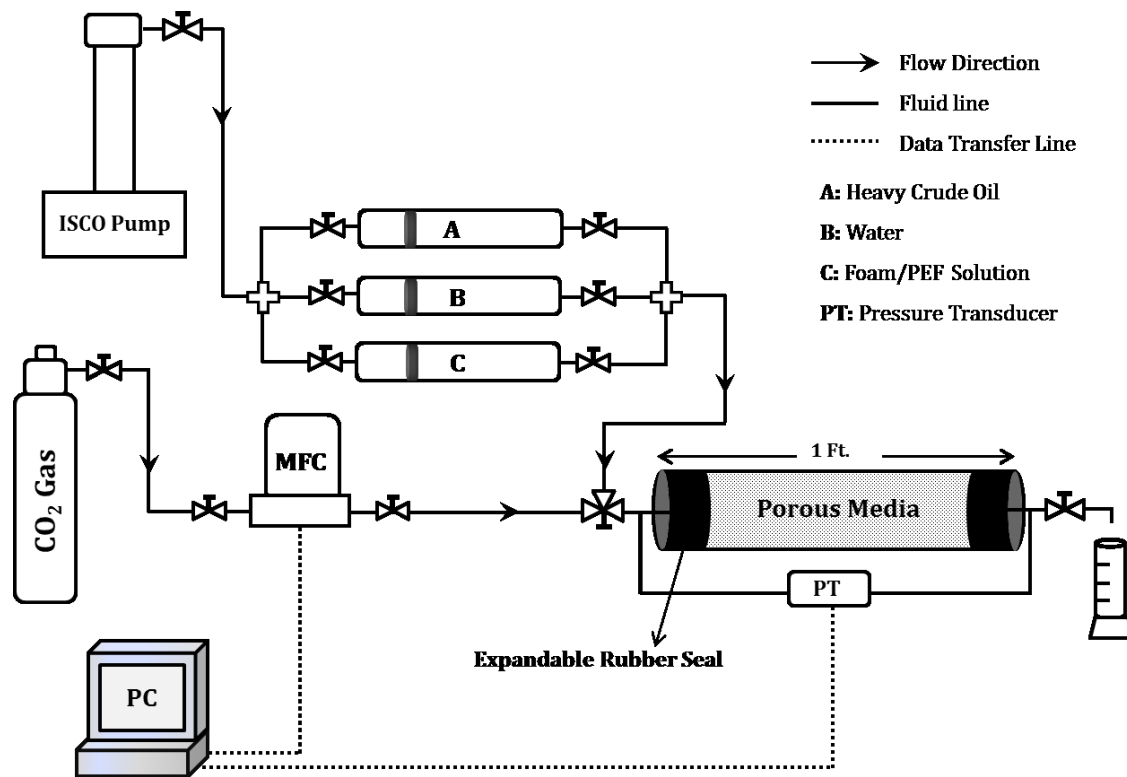 Flow Direction
Fluid line
Data Transfer Line
A: Heavy Crude Oil
B: Water
C: Foam/PEF Solution
PT: Pressure Transducer
ISCO Pump
A
B
C
CO₂ Gas
MFC
1 Ft.
Porous Media
PT
Expandable Rubber Seal
PC